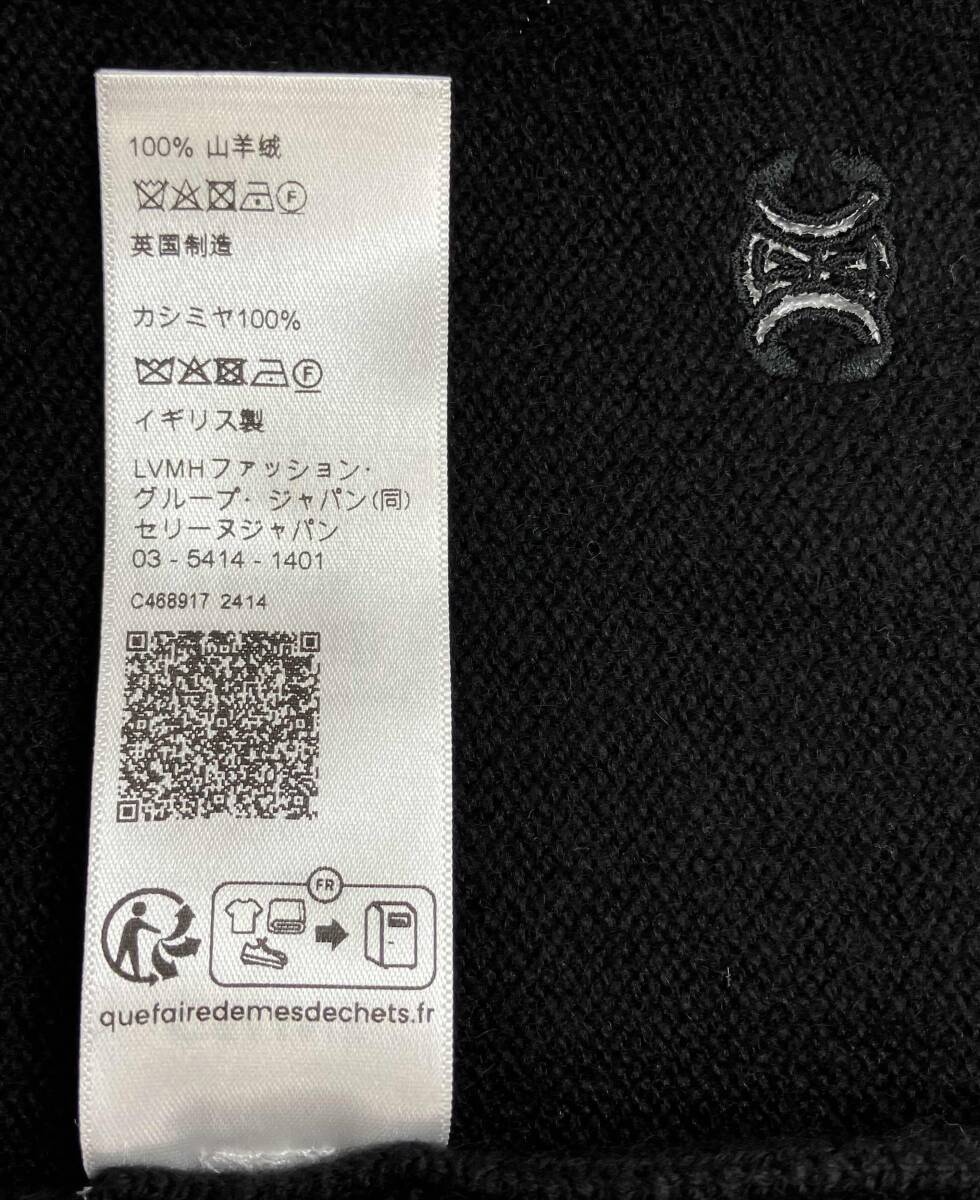 100% 山羊绒
F
英国制造
カシミヤ100%
F
イギリス製
LVMHファッション・
グループ・ジャパン(同)
セリーヌジャパン
03 - 5414 - 1401
C468917 2414
FR
quefairedemesdechets.fr